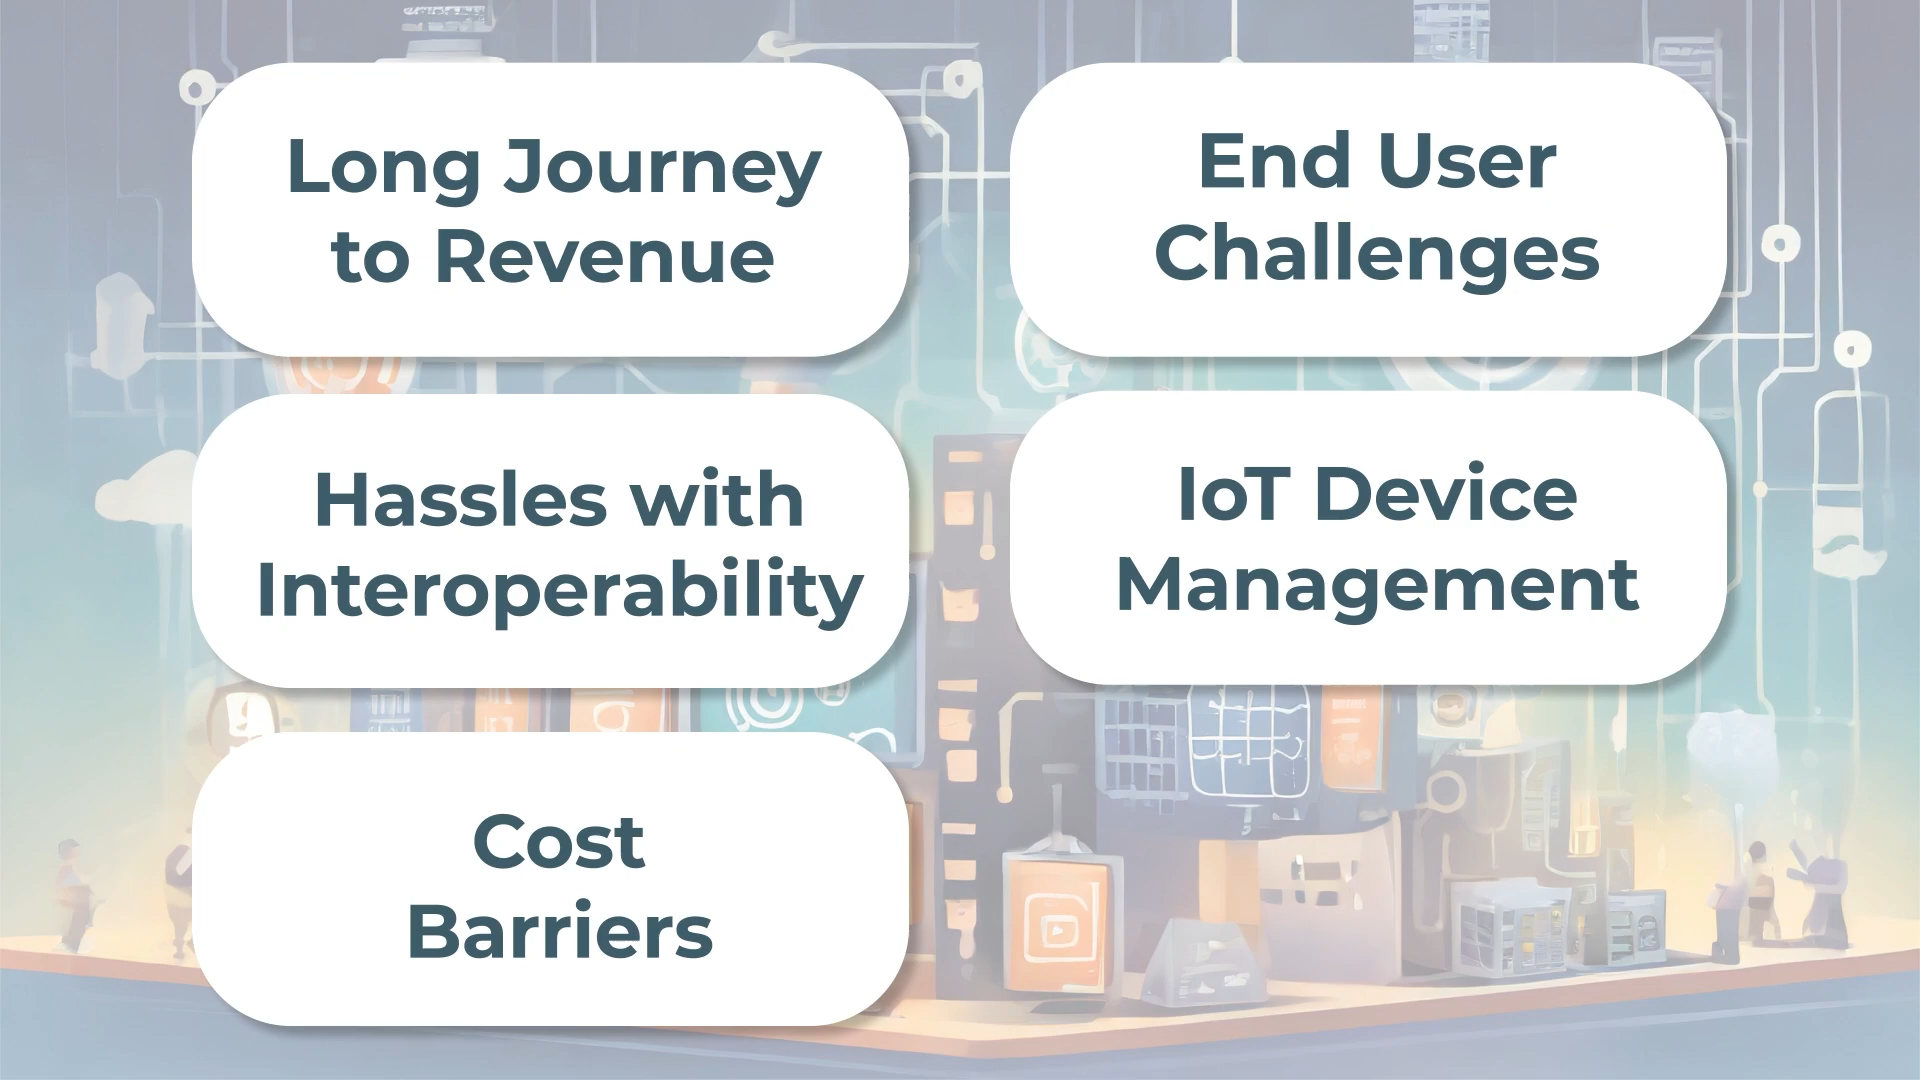 Long Journey
to Revenue
End User
Challenges
Hassles with
Interoperability
IoT Device
Management
Cost
Barriers